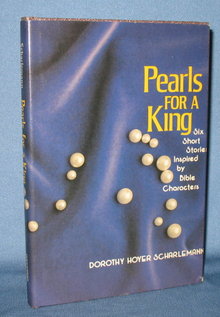 Pearls
FOR A
King
Six
Short
Stories
Inspired
by
Bible
Characters
DOROTHY HOYER SCHARLEMANN